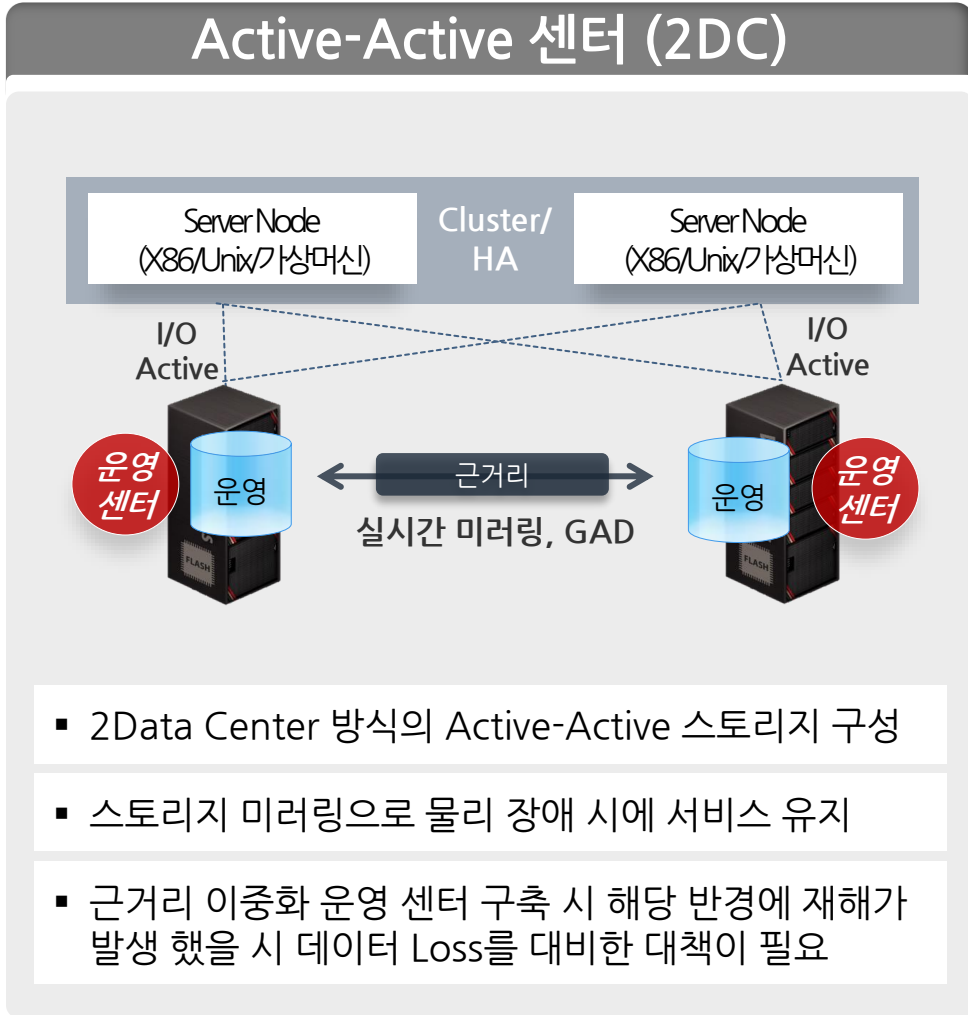 Active-Active 센터 (2DC)
Server Node
(X86/Unix/가상머신)
Cluster/
HA
Server Node
(X86/Unix/가상머신)
I/O
Active
I/O
Active
운영
센터
운영
근거리
실시간 미러링, GAD
운영
운영
센터
FLASH
FLASH
▪ 2Data Center 방식의 Active-Active 스토리지 구성
▪ 스토리지 미러링으로 물리 장애 시에 서비스 유지
▪ 근거리 이중화 운영 센터 구축 시 해당 반경에 재해가
발생 했을 시 데이터 Loss를 대비한 대책이 필요